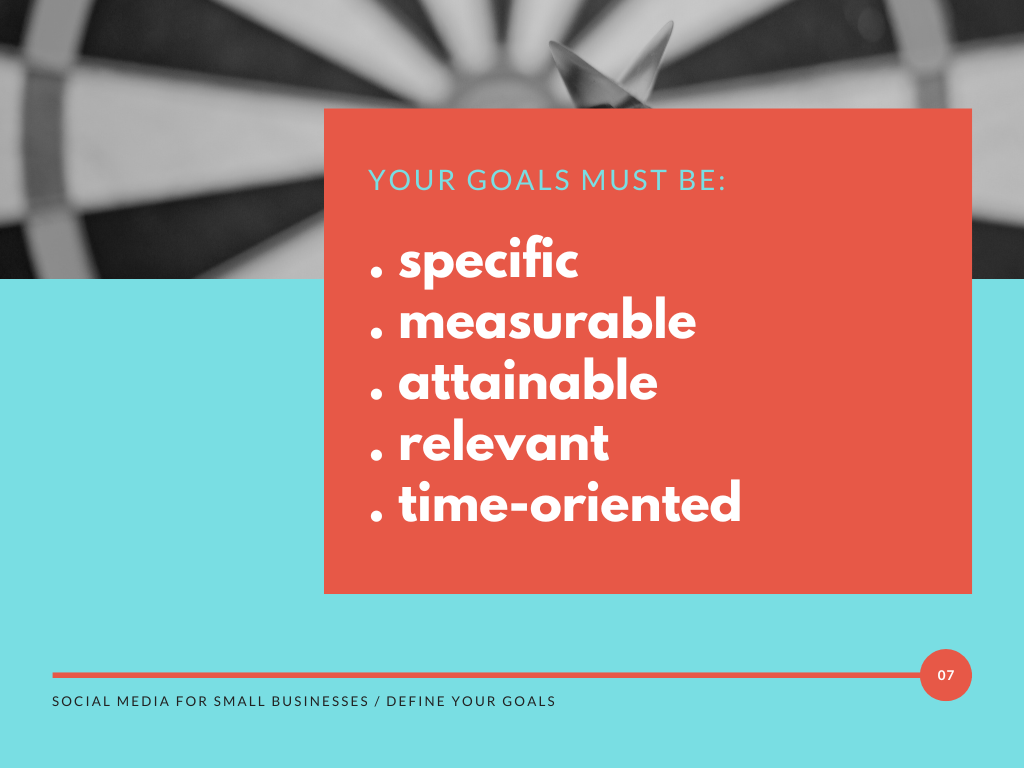 YOUR GOALS MUST BE:
. specific
. measurable
. attainable
. relevant
. time-oriented
07
SOCIAL MEDIA FOR SMALL BUSINESSES / DEFINE YOUR GOALS